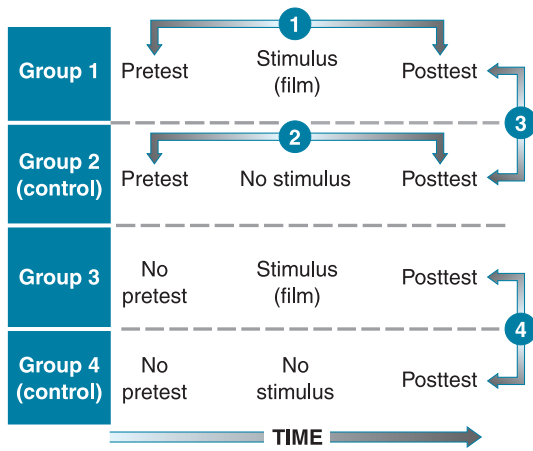 1
Group 1
Pretest
Stimulus
(film)
Posttest
3
Group 2
(control)
2
Pretest
No stimulus
Posttest
Group 3
No
pretest
Stimulus
(film)
Posttest
4
Group 4
(control)
No
pretest
No
stimulus
Posttest
TIME